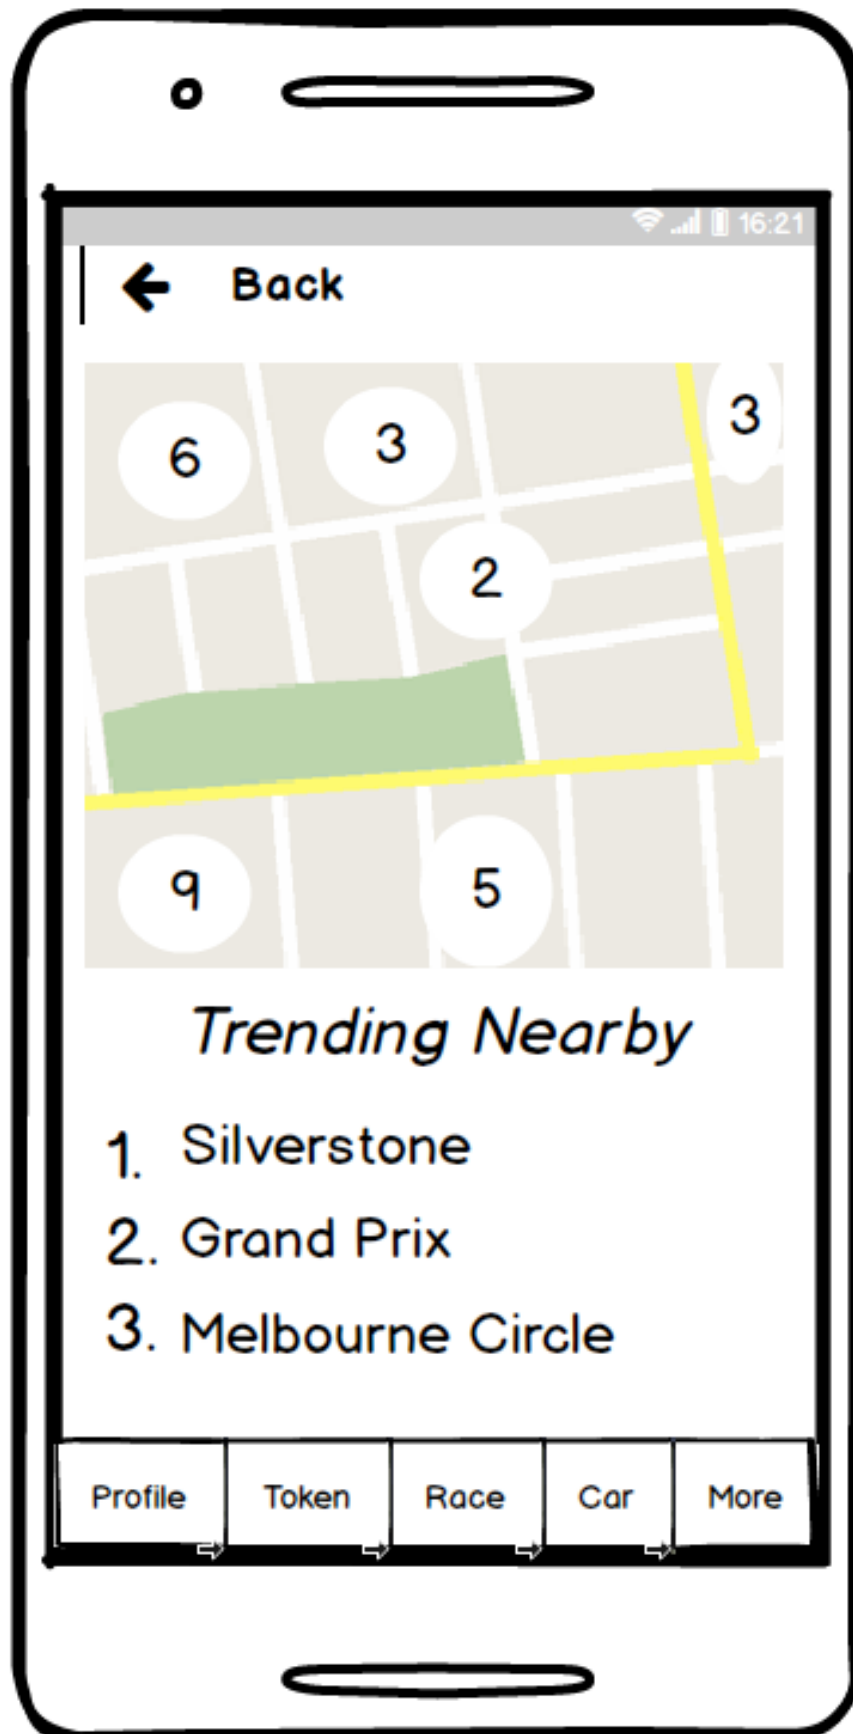 16:21
Back
6 3 3
2
9 5
Trending Nearby
1. Silverstone
2. Grand Prix
3. Melbourne Circle
Profile Token Race Car More